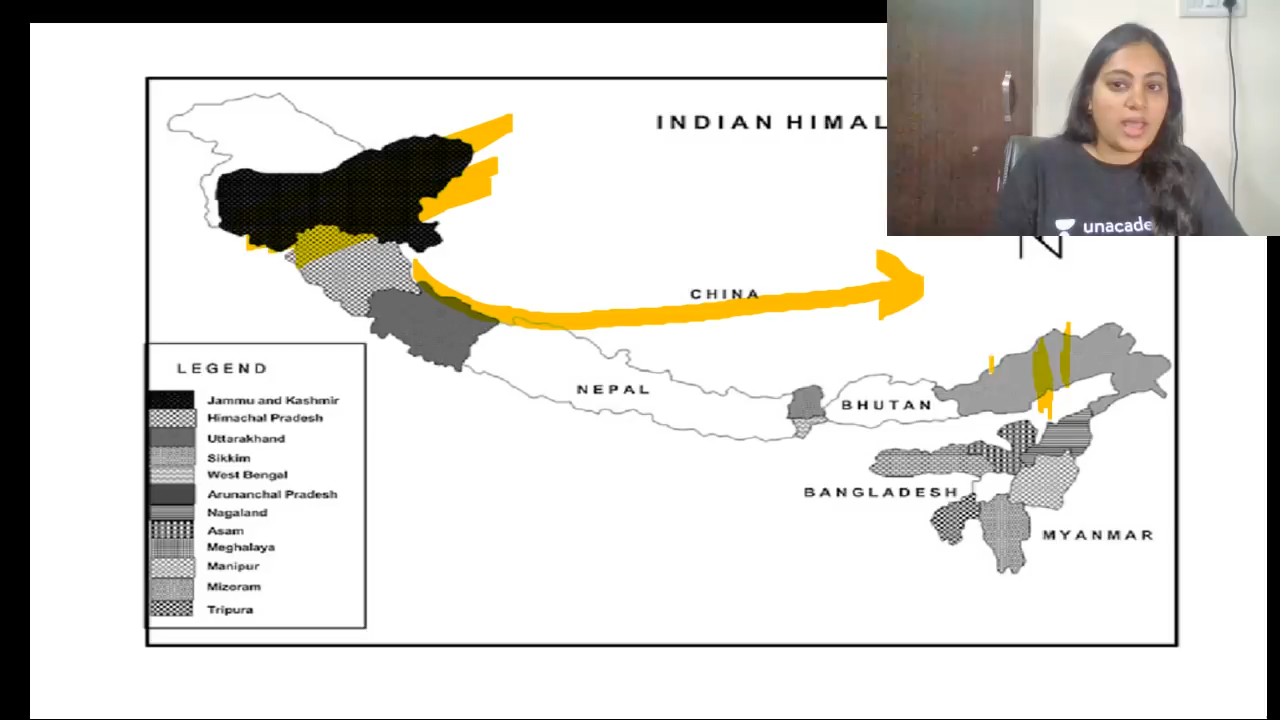 INDIAN HIMAL
unacade
CHINA
LEGEND
Jammu and Kashmir
Himachal Pradesh
Uttarakhand
Sikkim
West Bengal
Arunanchal Pradesh
Nagaland
Asam
Meghalaya
Manipur
Mizoram
Tripura
NEPAL
BHUTAN
BANGLADESH
MYANMAR